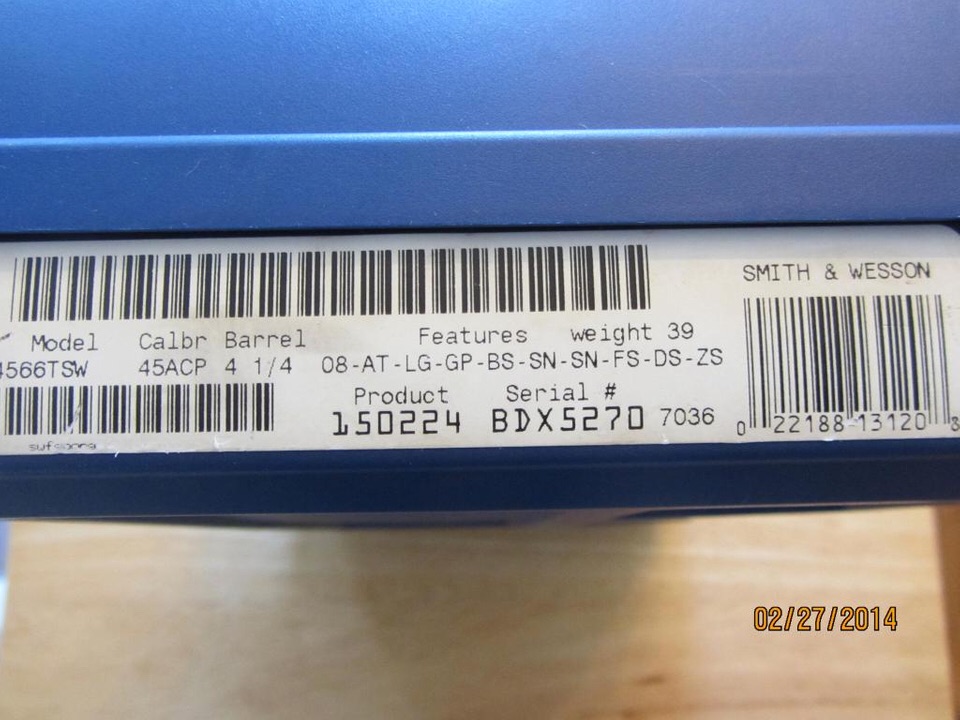 SMITH & WESSON
Model Calbr Barrel Features weight 39
4566TSW 45ACP 4 1/4 08-AT-LG-GP-BS-SN-SN-FS-DS-ZS
Product Serial #
150224 BDX5270 7036
0 22188-13120 8
02/27/2014